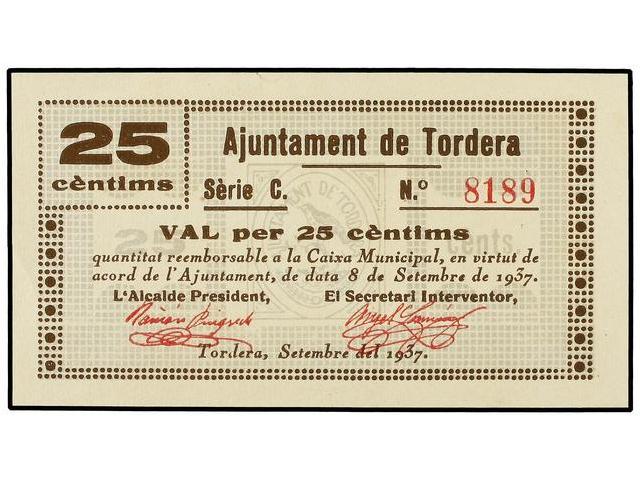 25
cèntims
Ajuntament de Tordera
Sèrie C. N.º 8189
VAL per 25 cèntims
quantitat reemborsable a la Caixa Municipal, en virtut de
acord de l'Ajuntament, de data 8 de Setembre de 1937.
L'Alcalde President, El Secretari Interventor,
Tordera, Setembre del 1937.